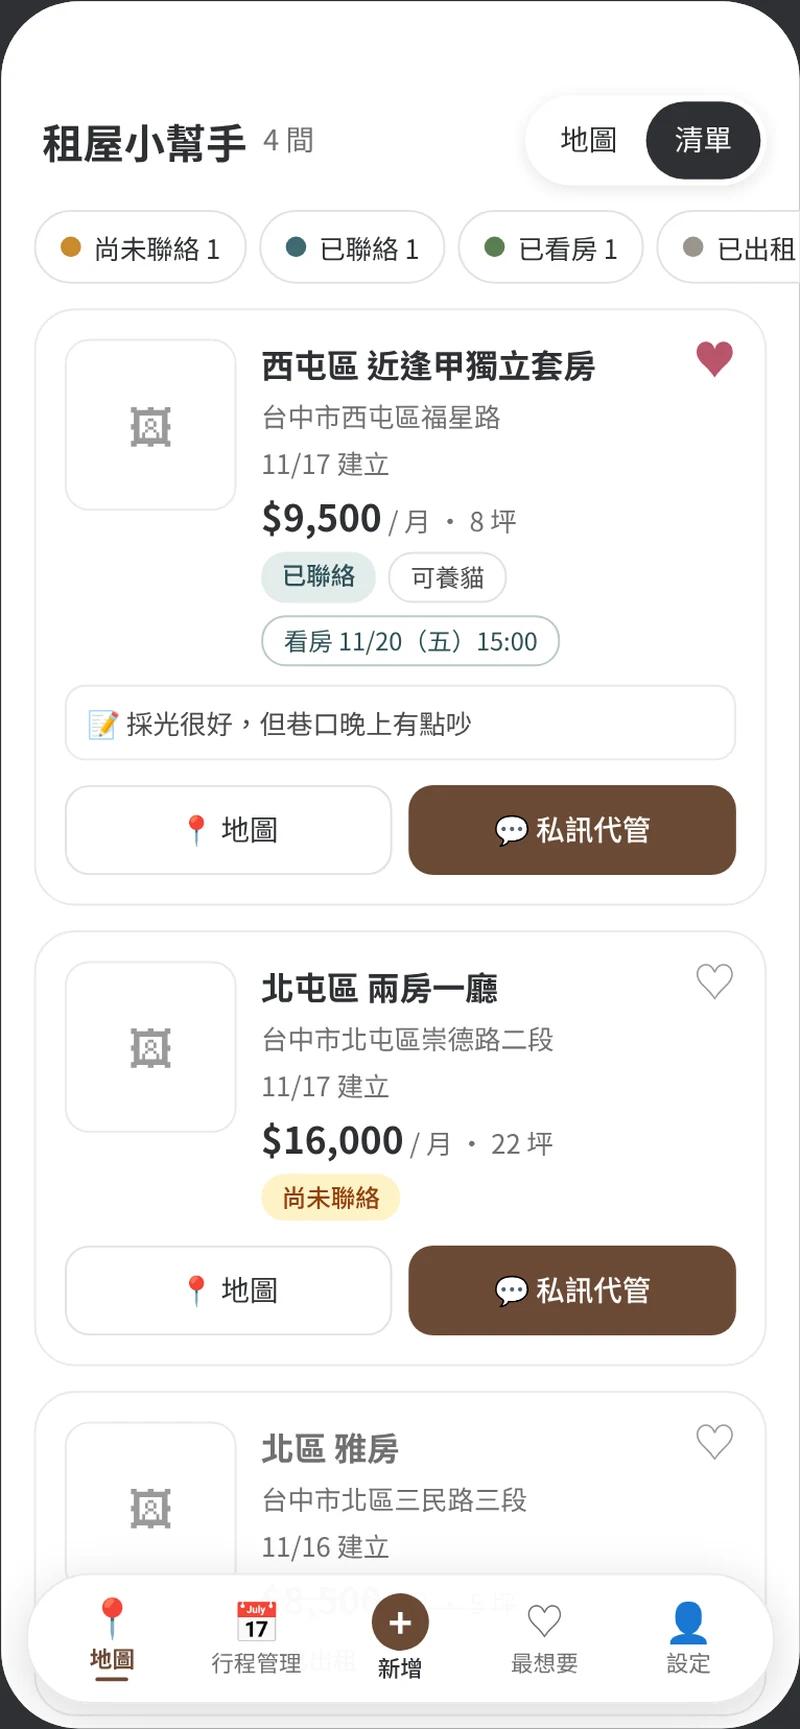 租屋小幫手 4 間
地圖 清單
尚未聯絡 1 已聯絡 1 已看房 1 已出租
西屯區 近逢甲獨立套房
台中市西屯區福星路
11/17 建立
$9,500 / 月 ・ 8 坪
已聯絡 可養貓
看房 11/20（五）15:00
📝 採光很好，但巷口晚上有點吵
📍 地圖 💬 私訊代管
北屯區 兩房一廳
台中市北屯區崇德路二段
11/17 建立
$16,000 / 月 ・ 22 坪
尚未聯絡
📍 地圖 💬 私訊代管
北區 雅房
台中市北區三民路三段
11/16 建立
$8,500 ・ 9 坪
July
17
地圖 行程管理 新增 最想要 設定